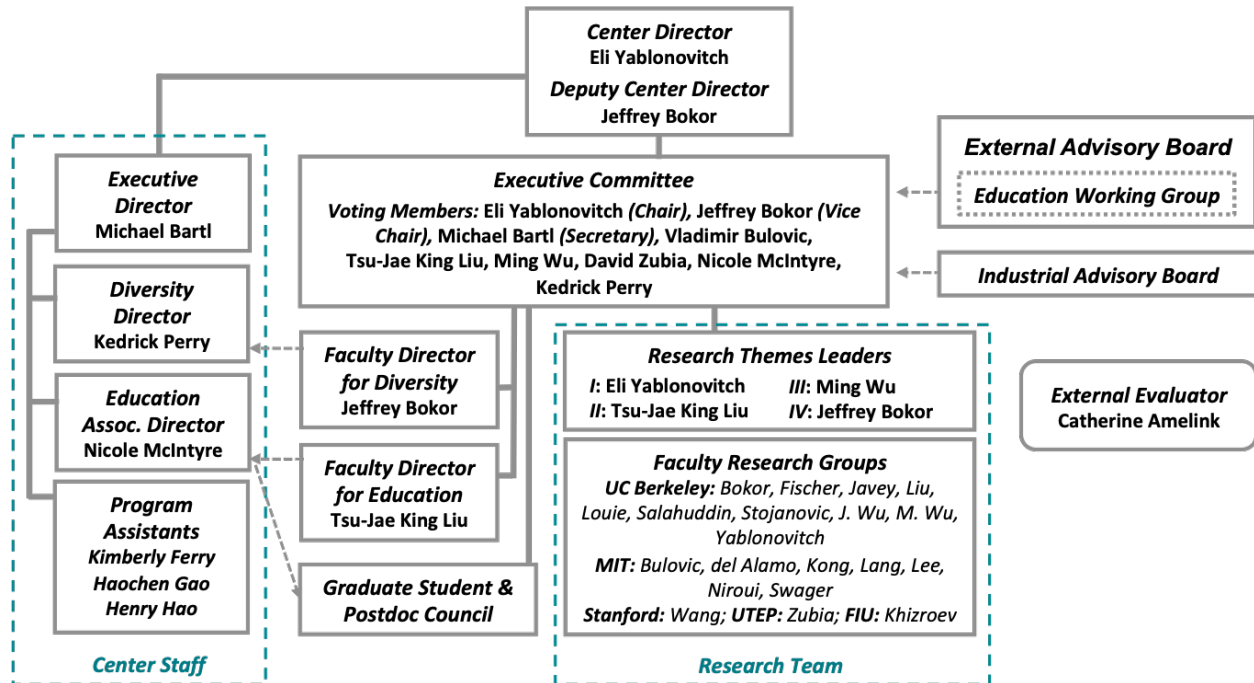 Center Director
Eli Yablonovitch
Deputy Center Director
Jeffrey Bokor
Executive
Director
Michael Bartl
Diversity
Director
Kedrick Perry
Education
Assoc. Director
Nicole McIntyre
Program
Assistants
Kimberly Ferry
Haochen Gao
Henry Hao
Center Staff
Executive Committee
Voting Members: Eli Yablonovitch (Chair), Jeffrey Bokor (Vice
Chair), Michael Bartl (Secretary), Vladimir Bulovic,
Tsu-Jae King Liu, Ming Wu, David Zubia, Nicole McIntyre,
Kedrick Perry
Faculty Director
for Diversity
Jeffrey Bokor
Faculty Director
for Education
Tsu-Jae King Liu
Graduate Student &
Postdoc Council
Research Themes Leaders
I: Eli Yablonovitch III: Ming Wu
II: Tsu-Jae King Liu IV: Jeffrey Bokor
Faculty Research Groups
UC Berkeley: Bokor, Fischer, Javey, Liu,
Louie, Salahuddin, Stojanovic, J. Wu, M. Wu,
Yablonovitch
MIT: Bulovic, del Alamo, Kong, Lang, Lee,
Niroui, Swager
Stanford: Wang; UTEP: Zubia; FIU: Khizroev
Research Team
External Advisory Board
Education Working Group
Industrial Advisory Board
External Evaluator
Catherine Amelink